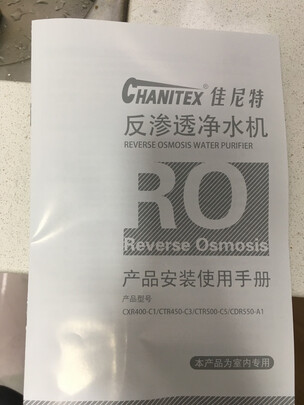 CHANITEX 佳尼特
反渗透净水机
REVERSE OSMOSIS WATER PURIFIER
RO
Reverse Osmosis
产品安装使用手册
产品型号
CXR400-C1/CTR450-C3/CTR500-C5/CDR550-A1
本产品为室内专用